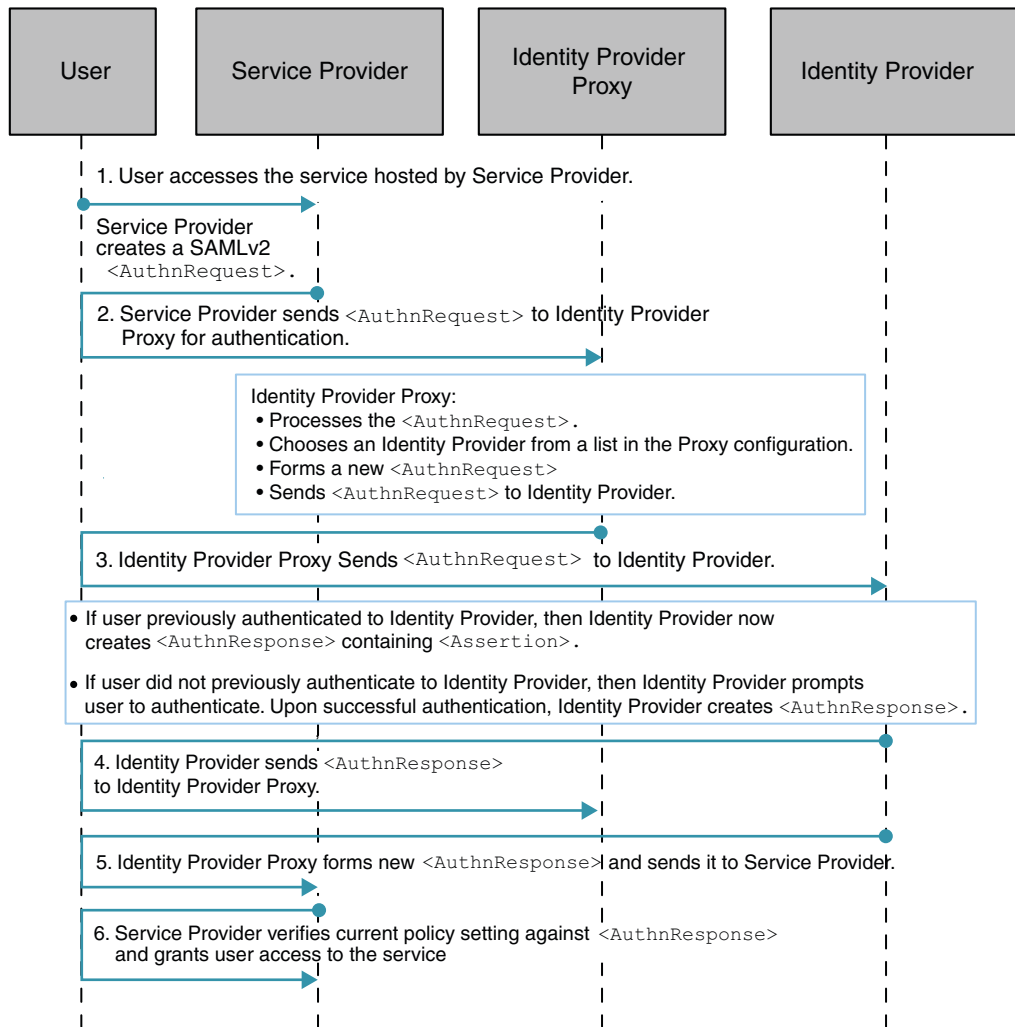 User
Service Provider
Identity Provider
Proxy
Identity Provider
1. User accesses the service hosted by Service Provider.
Service Provider
creates a SAMLv2
<AuthnRequest>.
2. Service Provider sends <AuthnRequest> to Identity Provider
Proxy for authentication.
Identity Provider Proxy:
• Processes the <AuthnRequest>.
• Chooses an Identity Provider from a list in the Proxy configuration.
• Forms a new <AuthnRequest>
• Sends <AuthnRequest> to Identity Provider.
3. Identity Provider Proxy Sends <AuthnRequest> to Identity Provider.
• If user previously authenticated to Identity Provider, then Identity Provider now
creates <AuthnResponse> containing <Assertion>.
• If user did not previously authenticate to Identity Provider, then Identity Provider prompts
user to authenticate. Upon successful authentication, Identity Provider creates <AuthnResponse>.
4. Identity Provider sends <AuthnResponse>
to Identity Provider Proxy.
5. Identity Provider Proxy forms new <AuthnResponse> and sends it to Service Provider.
6. Service Provider verifies current policy setting against <AuthnResponse>
and grants user access to the service